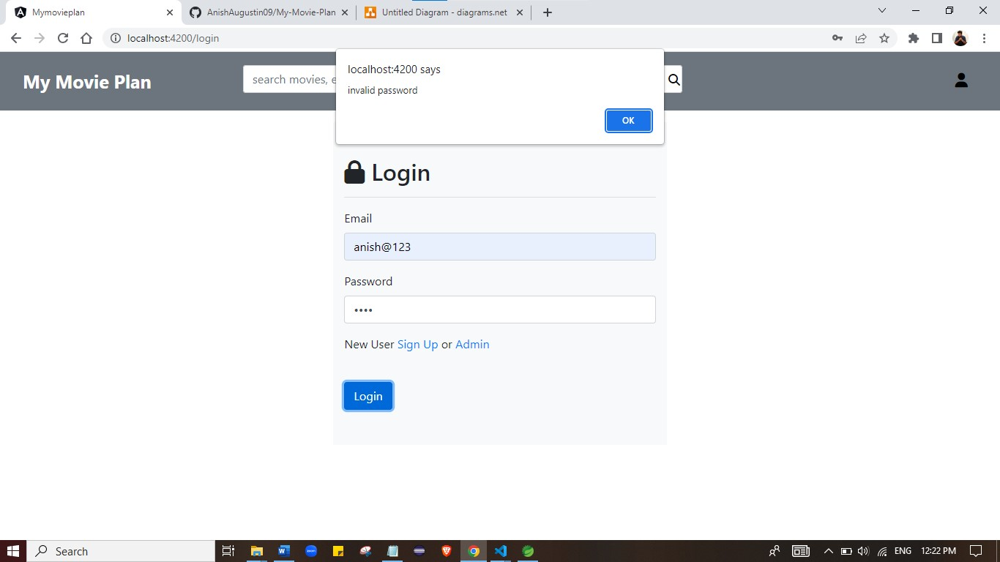 Mymovieplan
AnishAugustin09/My-Movie-Plan
Untitled Diagram - diagrams.net
localhost:4200/login
My Movie Plan
search movies, e
localhost:4200 says
invalid password
OK
Login
Email
anish@123
Password
••••
New User Sign Up or Admin
Login
Search
ENG
12:22 PM